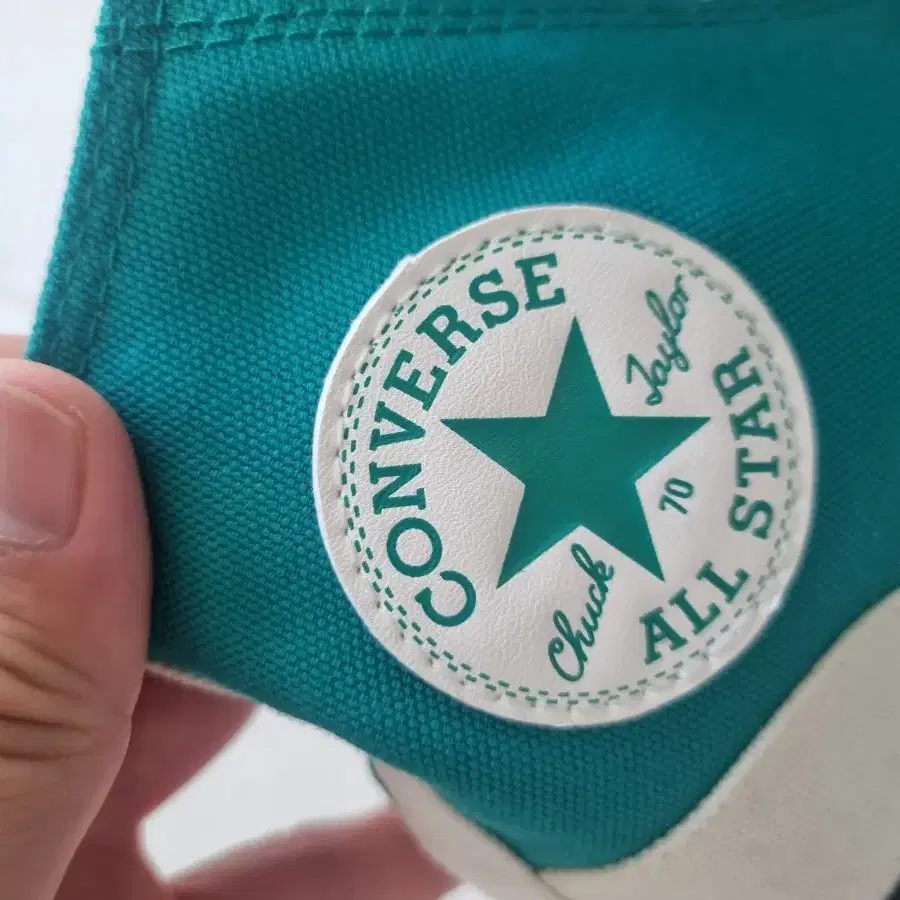 CONVERSE
ALL STAR
Chuck
Taylor
70